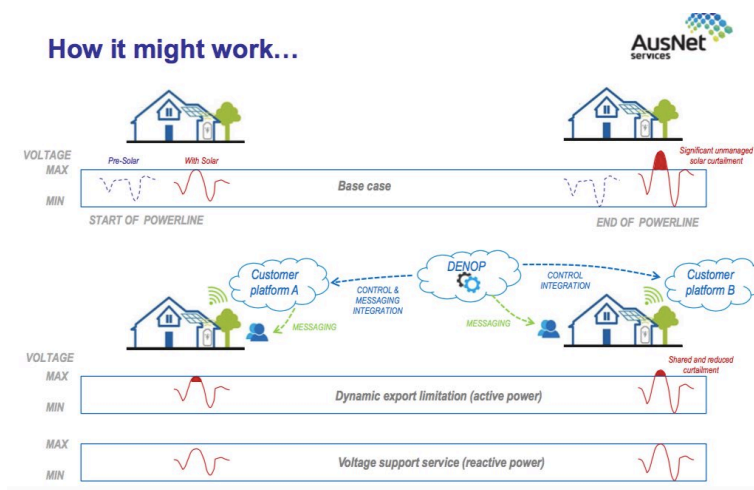 How it might work...
AusNet
services
VOLTAGE
MAX
MIN
Pre-Solar
With Solar
Base case
Significant unmanaged
solar curtailment
START OF POWERLINE
END OF POWERLINE
Customer
platform A
CONTROL &
MESSAGING
INTEGRATION
DENOP
CONTROL
INTEGRATION
Customer
platform B
MESSAGING
MESSAGING
VOLTAGE
MAX
MIN
Dynamic export limitation (active power)
Shared and reduced
curtailment
MAX
MIN
Voltage support service (reactive power)